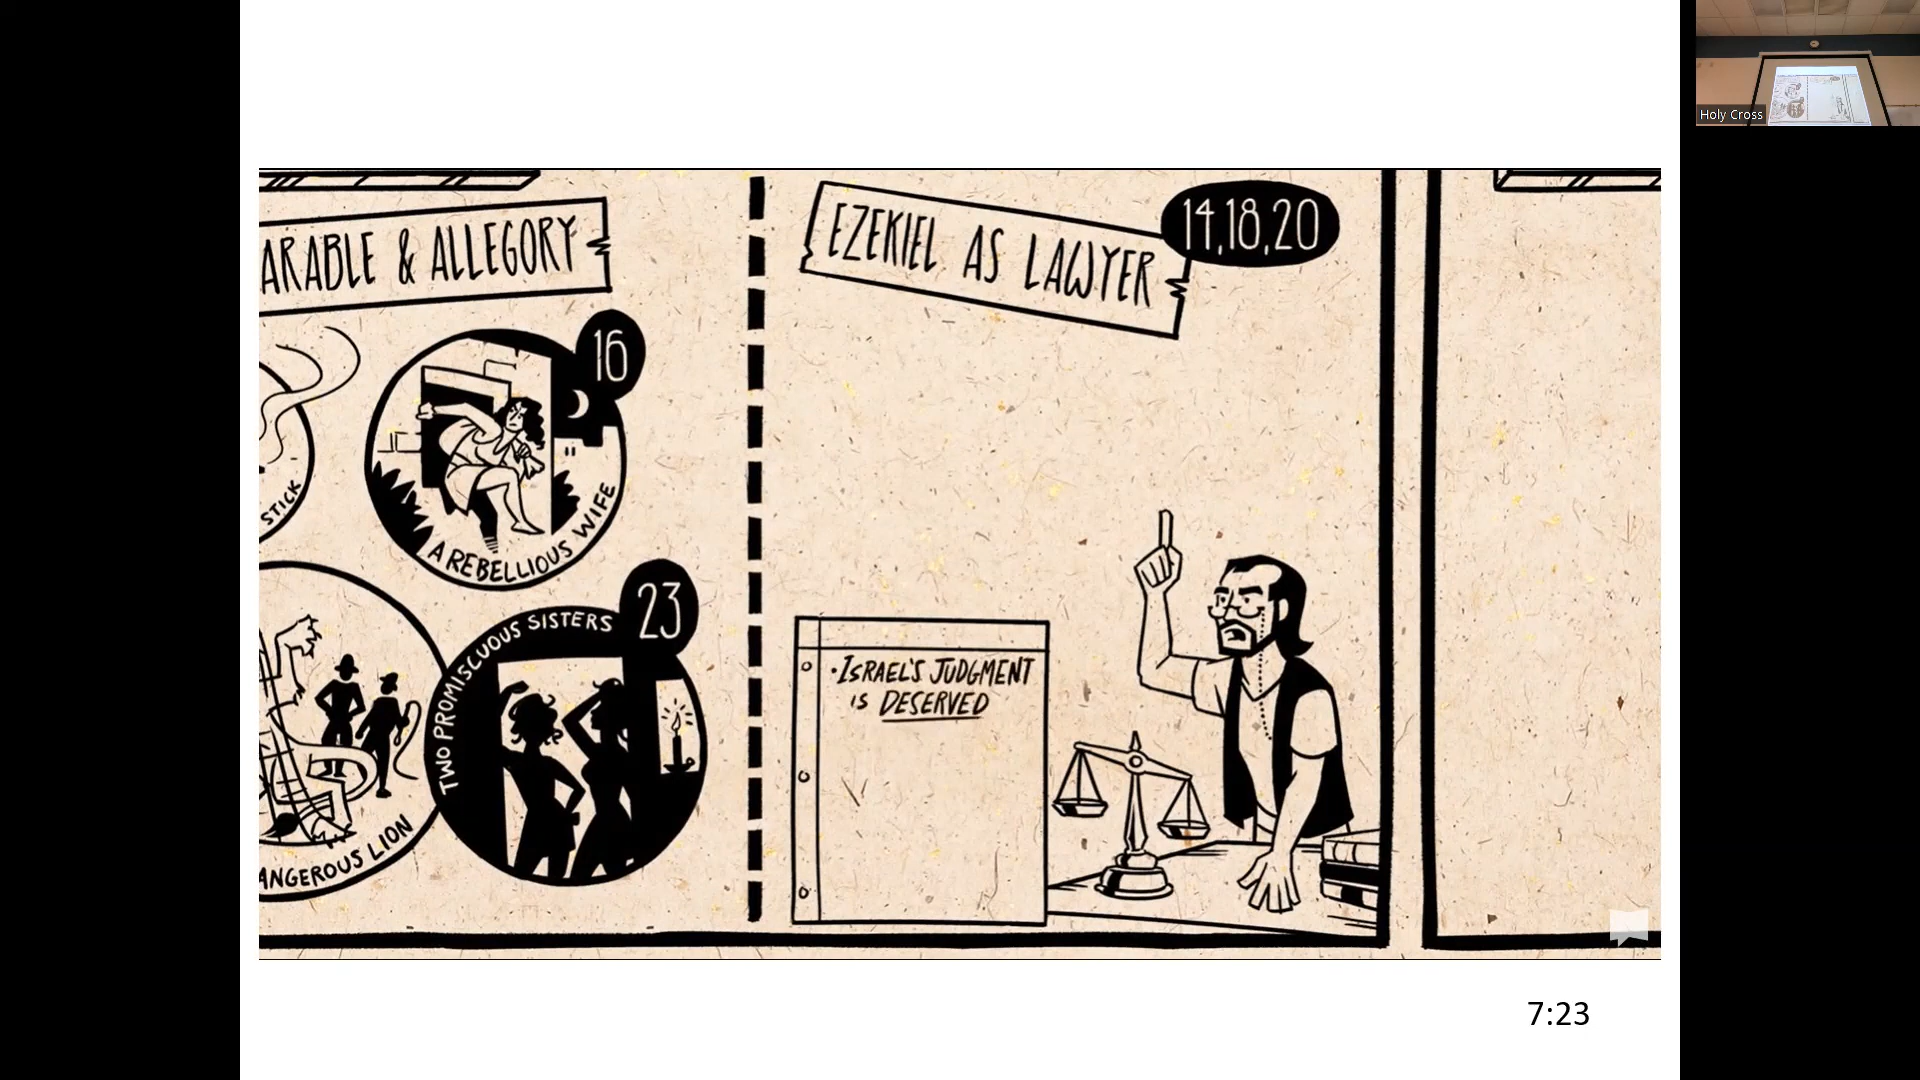 ARABLE & ALLEGORY
16
STICK
A REBELLIOUS WIFE
23
TWO PROMISCUOUS SISTERS
ANGEROUS LION
EZEKIEL AS LAWYER
14,18,20
·ISRAEL'S JUDGMENT
IS DESERVED
7:23
Holy Cross